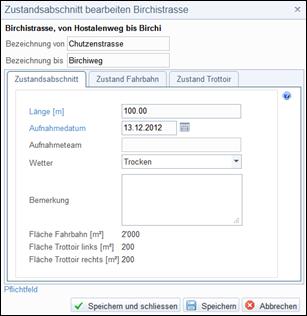 Zustandsabschnitt bearbeiten Birchistrasse
Birchistrasse, von Hostalenweg bis Birchi
Bezeichnung von Chutzenstrasse
Bezeichnung bis Birchiweg
Zustandsabschnitt Zustand Fahrbahn Zustand Trottoir
Länge [m] 100.00
Aufnahmedatum 13.12.2012
Aufnahmeteam
Wetter Trocken
Bemerkung
Fläche Fahrbahn [m²] 2'000
Fläche Trottoir links [m²] 200
Fläche Trottoir rechts [m²] 200
Pflichtfeld
Speichern und schliessen Speichern Abbrechen